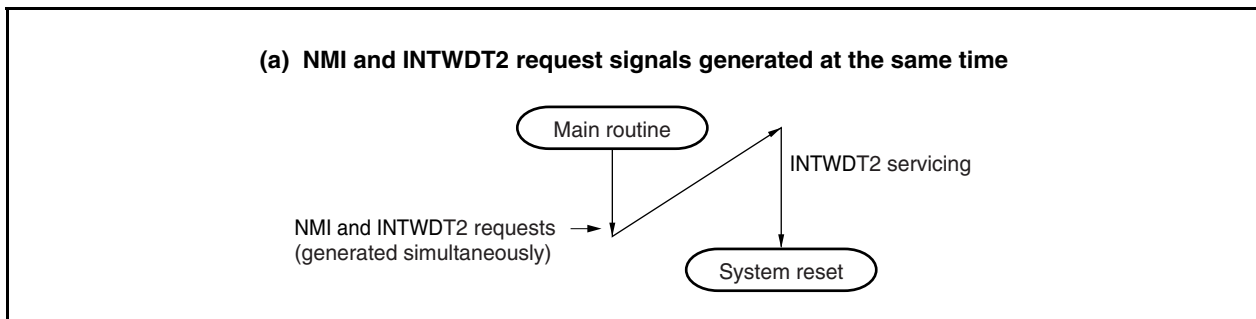 (a) NMI and INTWDT2 request signals generated at the same time
Main routine
INTWDT2 servicing
NMI and INTWDT2 requests
(generated simultaneously)
System reset